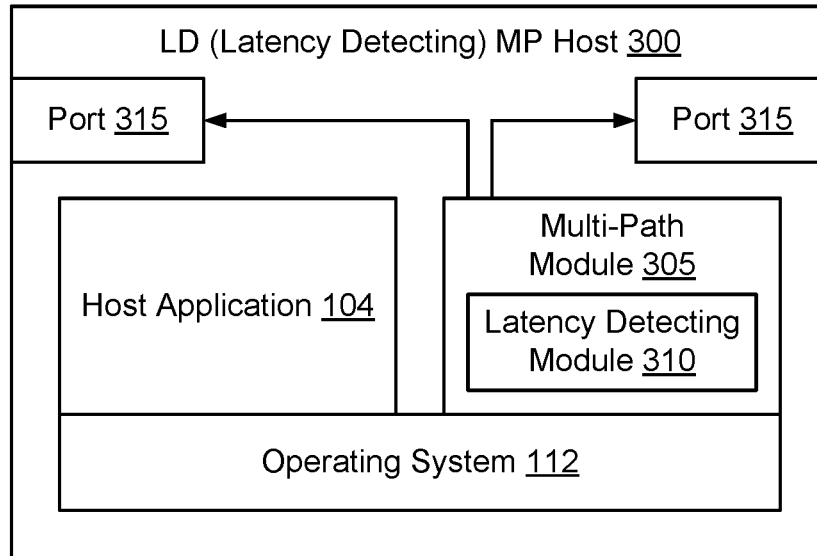 LD (Latency Detecting) MP Host 300
Port 315
Port 315
Host Application 104
Multi-Path
Module 305
Latency Detecting
Module 310
Operating System 112